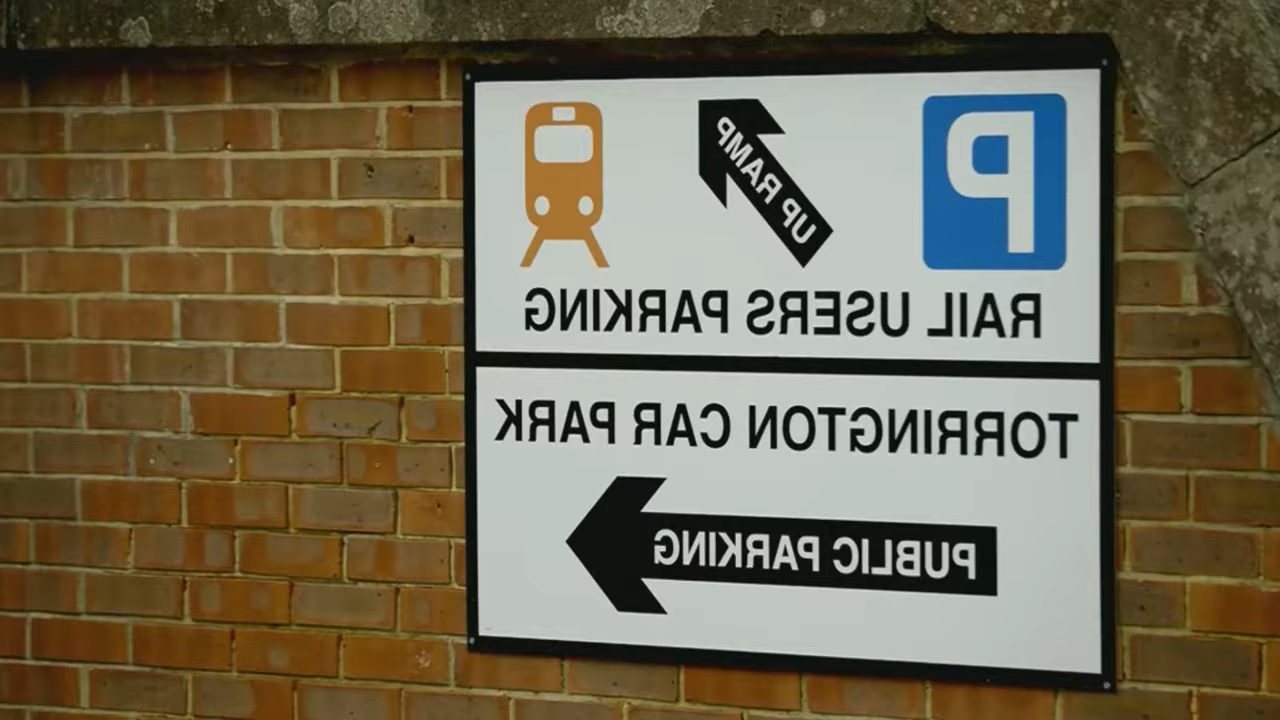 P
UP RAMP
RAIL USERS PARKING
TORRINGTON CAR PARK
PUBLIC PARKING